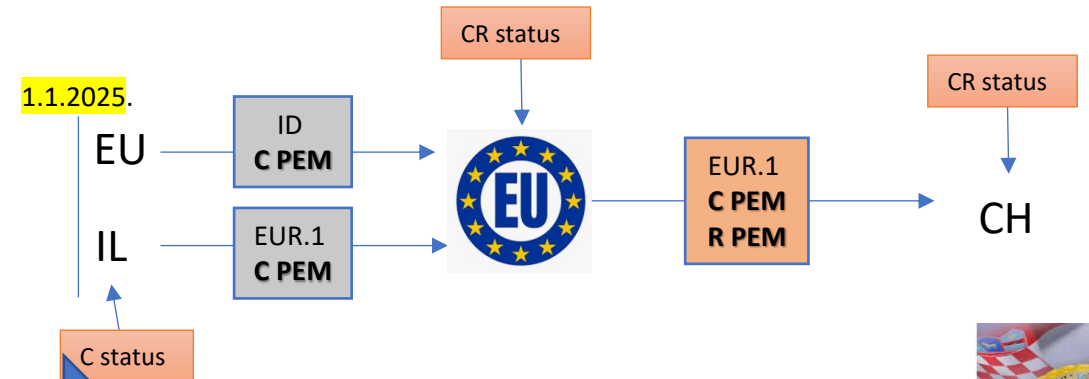 CR status
CR status
1.1.2025.
EU
ID
C PEM
EU
EUR.1
C PEM
R PEM
CH
IL
EUR.1
C PEM
C status